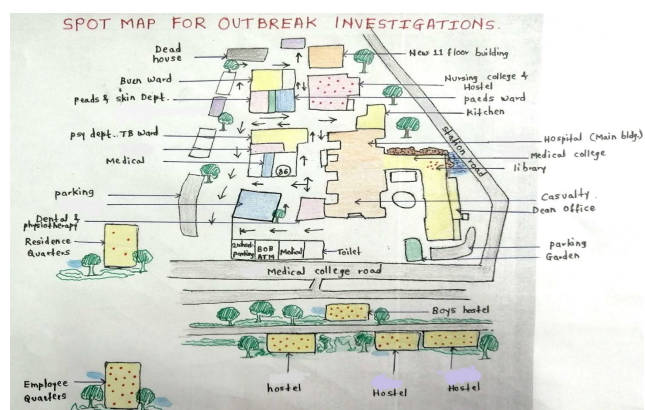 SPOT MAP FOR OUTBREAK INVESTIGATIONS.
Dead
house
New 11 floor building
Buen ward
&
Nursing college &
Hostel
peads & skin Dept.
paeds ward
kitchen
psy dept.. TB ward
station road
Hospital (Main bldg.)
Medical college
Medical
(86)
library
parking
Casualty.
Dean Office
Dental &
physiotherapy
Residence
Quarters
parking
BOB
ATM
Medical
Toilet
parking
Garden
Medical college road
Boys hostel
Employee
Quarters
hostel
Hostel
Hostel